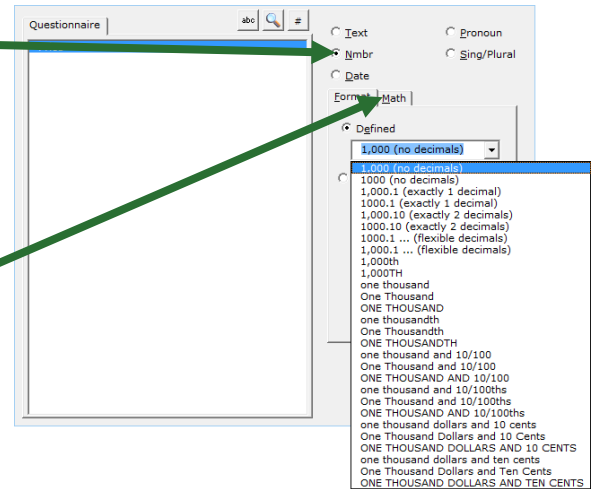 Questionnaire
abc
#
Text
Pronoun
Nmbr
Sing/Plural
Date
Math
Defined
1,000 (no decimals)
1,000 (no decimals)
1000 (no decimals)
1,000.1 (exactly 1 decimal)
1000.1 (exactly 1 decimal)
1,000.10 (exactly 2 decimals)
1000.10 (exactly 2 decimals)
1000.1 ... (flexible decimals)
1,000.1 ... (flexible decimals)
1,000th
1,000TH
one thousand
One Thousand
ONE THOUSAND
one thousandth
One Thousandth
ONE THOUSANDTH
one thousand and 10/100
One Thousand and 10/100
ONE THOUSAND AND 10/100
one thousand and 10/100ths
One Thousand and 10/100ths
ONE THOUSAND AND 10/100ths
one thousand dollars and 10 cents
One Thousand Dollars and 10 Cents
ONE THOUSAND DOLLARS AND 10 CENTS
one thousand dollars and ten cents
One Thousand Dollars and Ten Cents
ONE THOUSAND DOLLARS AND TEN CENTS